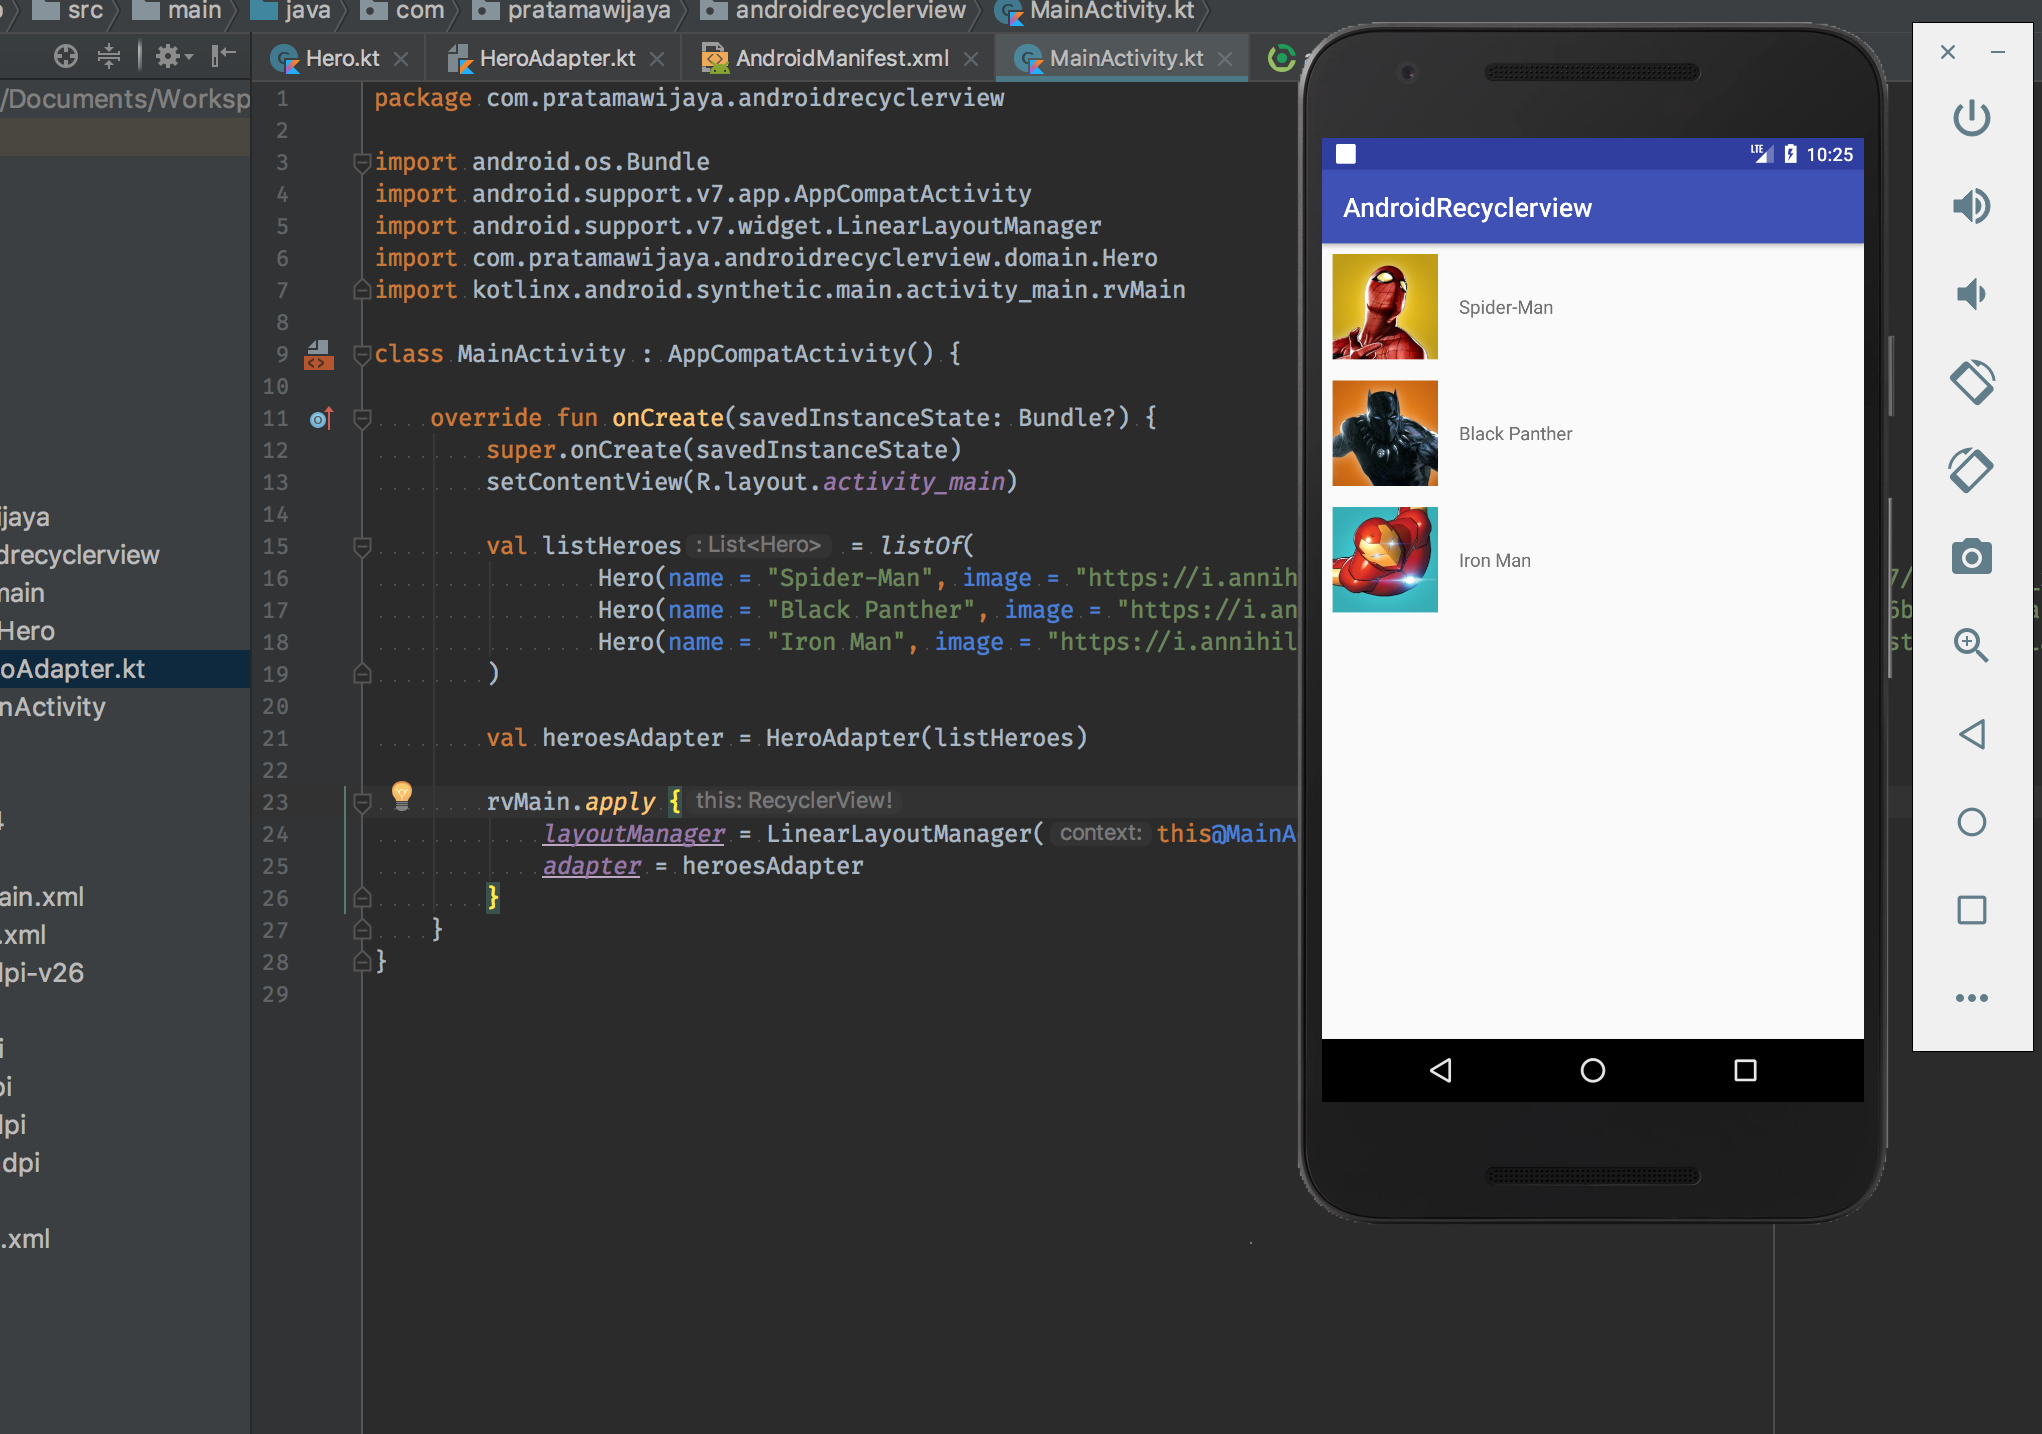 src main java com pratamawijaya androidrecyclerview MainActivity.kt
Hero.kt HeroAdapter.kt AndroidManifest.xml MainActivity.kt
/Documents/Worksp
ijaya
drecyclerview
main
Hero
oAdapter.kt
nActivity
ain.xml
.xml
lpi-v26
i
pi
lpi
dpi
.xml
1 package com.pratamawijaya.androidrecyclerview
2
3 import android.os.Bundle
4 import android.support.v7.app.AppCompatActivity
5 import android.support.v7.widget.LinearLayoutManager
6 import com.pratamawijaya.androidrecyclerview.domain.Hero
7 import kotlinx.android.synthetic.main.activity_main.rvMain
8
9 class MainActivity : AppCompatActivity() {
10
11 override fun onCreate(savedInstanceState: Bundle?) {
12 super.onCreate(savedInstanceState)
13 setContentView(R.layout.activity_main)
14
15 val listHeroes : List<Hero> = listOf(
16 Hero(name = "Spider-Man", image = "https://i.annih
17 Hero(name = "Black Panther", image = "https://i.an
18 Hero(name = "Iron Man", image = "https://i.annihil
19 )
20
21 val heroesAdapter = HeroAdapter(listHeroes)
22
23 rvMain.apply { this: RecyclerView!
24 layoutManager = LinearLayoutManager( context: this@MainA
25 adapter = heroesAdapter
26 }
27 }
28 }
29
LTE 10:25
AndroidRecyclerview
Spider-Man
Black Panther
Iron Man